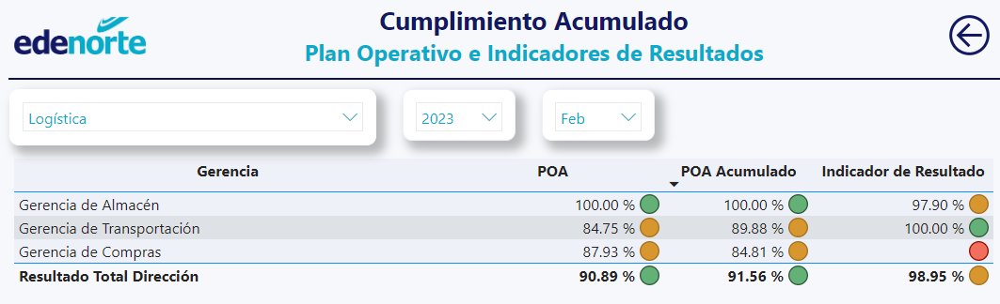 Cumplimiento Acumulado
edenorte
Plan Operativo e Indicadores de Resultados
Logística 2023 Feb
Gerencia POA POA Acumulado Indicador de Resultado
Gerencia de Almacén 100.00 % 100.00 % 97.90 %
Gerencia de Transportación 84.75 % 89.88 % 100.00 %
Gerencia de Compras 87.93 % 84.81 %
Resultado Total Dirección 90.89 % 91.56 % 98.95 %